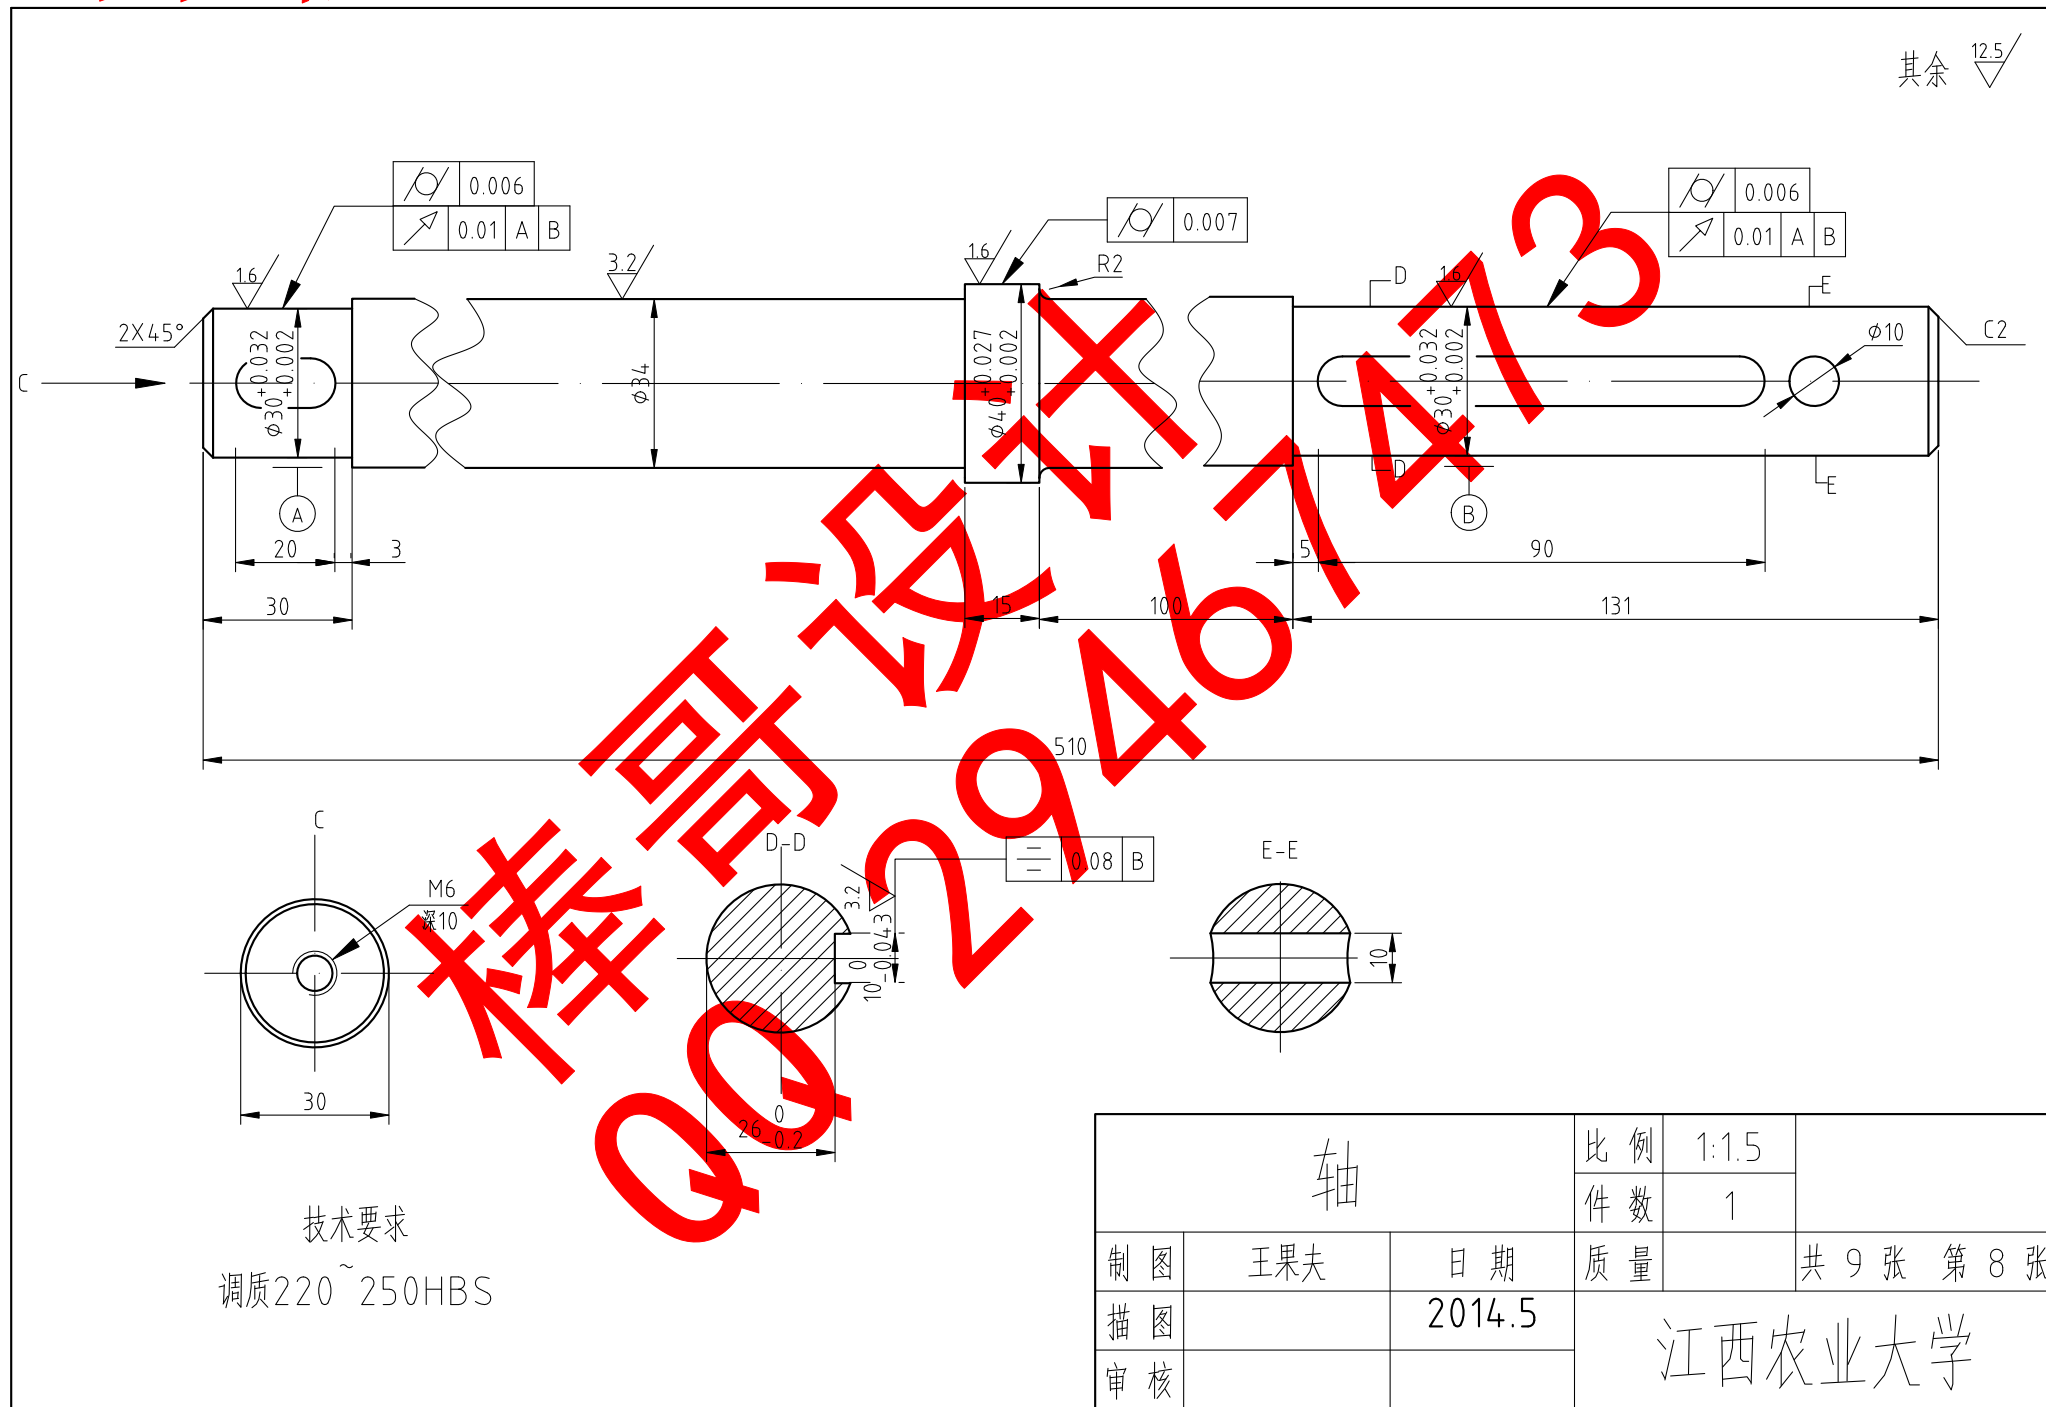 其余 12.5
0.006
0.01 A B
0.007
0.006
0.01 A B
1.6
3.2
1.6
R2
D
1.6
E
2X45°
φ10
C2
C
φ30 +0.032 +0.002
φ34
φ40 +0.027 +0.002
φ30 +0.032 +0.002
D
E
A
B
20
3
5
90
30
15
100
131
510
C
D-D
E-E
0.08 B
M6
深10
3.2
10 0 -0.043
10
30
26 0 -0.2
棒哥设计
QQ 29467473
技术要求
调质220~250HBS
轴
比例 1:1.5
件数 1
制图 王果夫 日期 质量 共9张 第8张
描图 2014.5
江西农业大学
审核